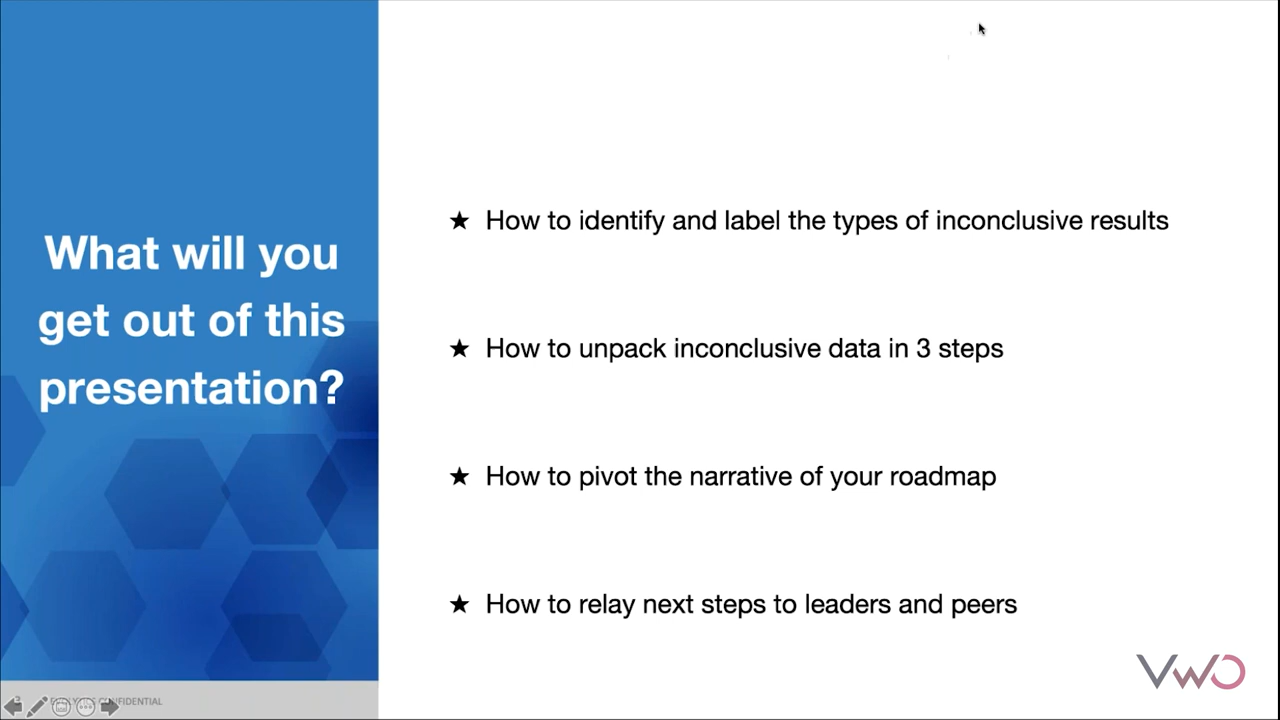 What will you
get out of this
presentation?
★ How to identify and label the types of inconclusive results
★ How to unpack inconclusive data in 3 steps
★ How to pivot the narrative of your roadmap
★ How to relay next steps to leaders and peers
VWO